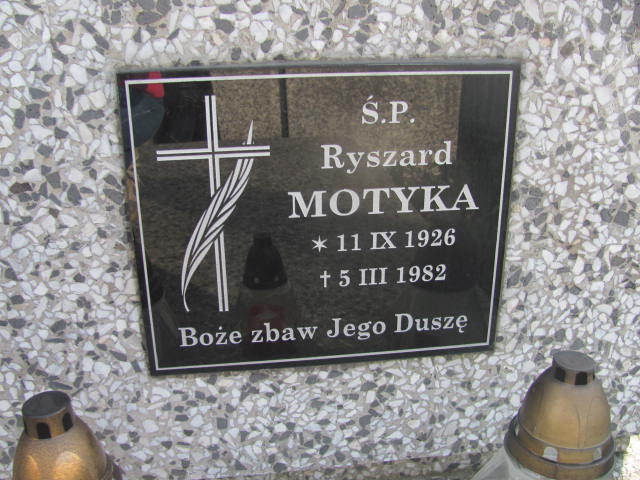 Ś.P.
Ryszard
MOTYKA
✶ 11 IX 1926
† 5 III 1982
Boże zbaw Jego Duszę